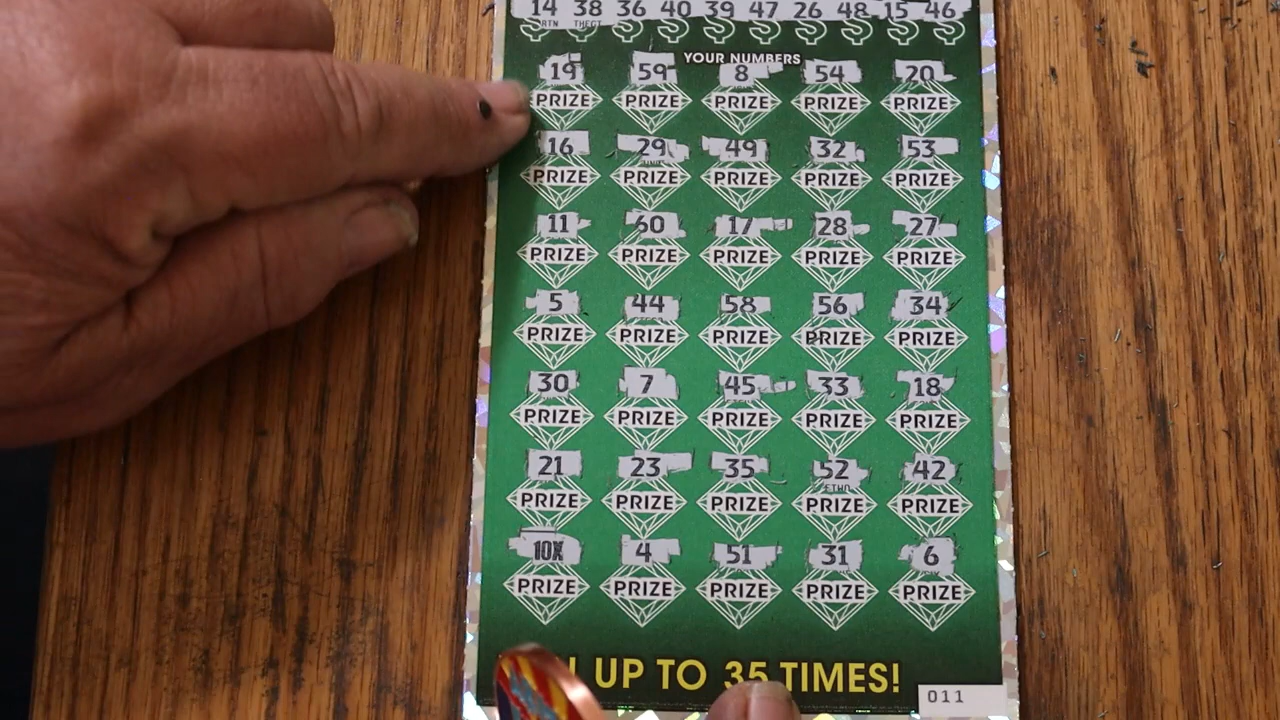 14 38 36 40 39 47 26 48 15 46
RTN THEGT
$ $ $ $ $ $ $ $ $ $
YOUR NUMBERS
19 59 8 54 20
PRIZE PRIZE PRIZE PRIZE PRIZE
16 29 49 32 53
PRIZE PRIZE PRIZE PRIZE PRIZE
11 60 17 28 27
PRIZE PRIZE PRIZE PRIZE PRIZE
5 44 58 56 34
PRIZE PRIZE PRIZE PRIZE PRIZE
30 7 45 33 18
PRIZE PRIZE PRIZE PRIZE PRIZE
21 23 35 52 42
ETHO
PRIZE PRIZE PRIZE PRIZE PRIZE
10X 4 51 31 6
PRIZE PRIZE PRIZE PRIZE PRIZE
UP TO 35 TIMES!
011